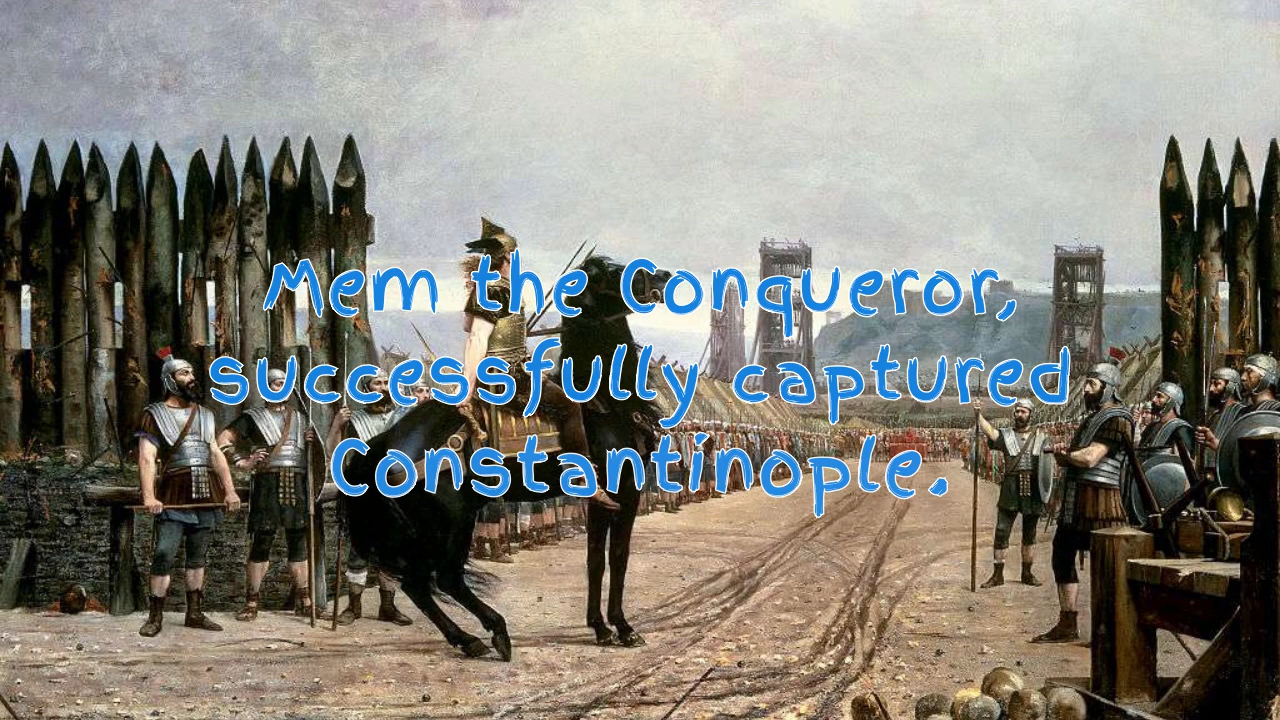 Mem the Conqueror,
successfully captured
Constantinople.